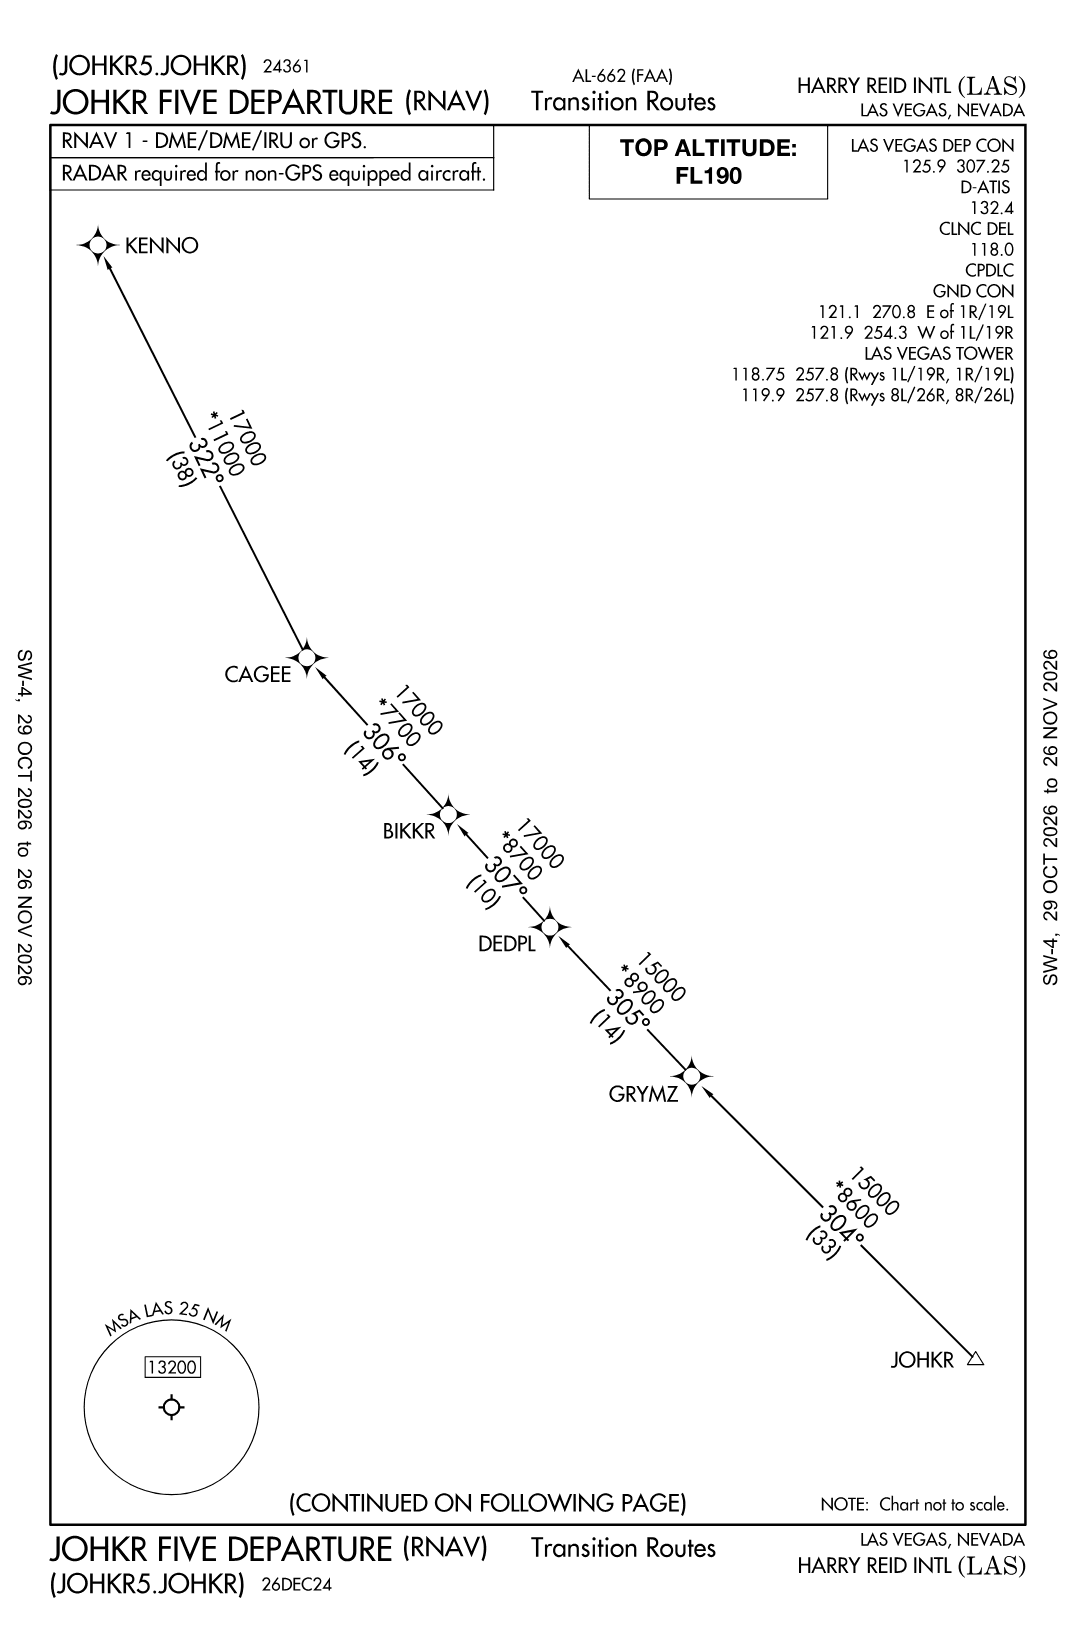 (JOHKR5.JOHKR) 24361
JOHKR FIVE DEPARTURE (RNAV)
AL-662 (FAA)
Transition Routes
HARRY REID INTL (LAS)
LAS VEGAS, NEVADA
RNAV 1 - DME/DME/IRU or GPS.
RADAR required for non-GPS equipped aircraft.
TOP ALTITUDE:
FL190
LAS VEGAS DEP CON
125.9 307.25
D-ATIS
132.4
CLNC DEL
118.0
CPDLC
GND CON
121.1 270.8 E of 1R/19L
121.9 254.3 W of 1L/19R
LAS VEGAS TOWER
118.75 257.8 (Rwys 1L/19R, 1R/19L)
119.9 257.8 (Rwys 8L/26R, 8R/26L)
KENNO
17000
*11000
322°
(38)
CAGEE
17000
*7700
306°
(14)
BIKKR
17000
*8700
307°
(10)
DEDPL
15000
*8900
305°
(14)
GRYMZ
15000
*8600
304°
(33)
JOHKR
MSA LAS 25 NM
13200
(CONTINUED ON FOLLOWING PAGE)
NOTE: Chart not to scale.
SW-4, 29 OCT 2026 to 26 NOV 2026
SW-4, 29 OCT 2026 to 26 NOV 2026
JOHKR FIVE DEPARTURE (RNAV)
(JOHKR5.JOHKR) 26DEC24
Transition Routes
LAS VEGAS, NEVADA
HARRY REID INTL (LAS)